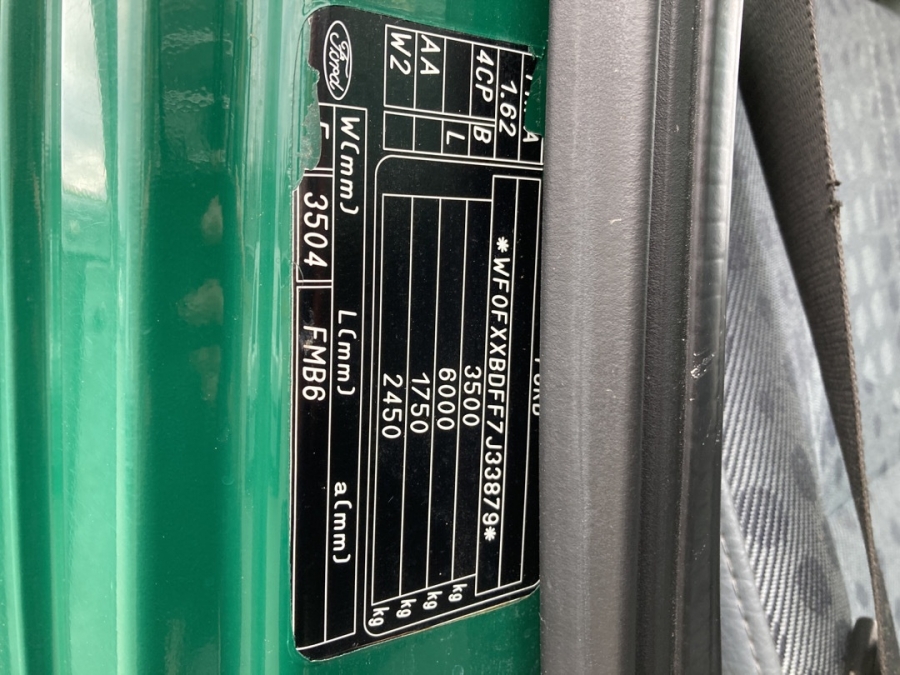 Ford
1.62
4CP B
AA L
W2
FORD
*WF0FXXBDFF7J33879*
3500 kg
6000 kg
1750 kg
2450 kg
W(mm) L(mm) a(mm)
3504 FMB6